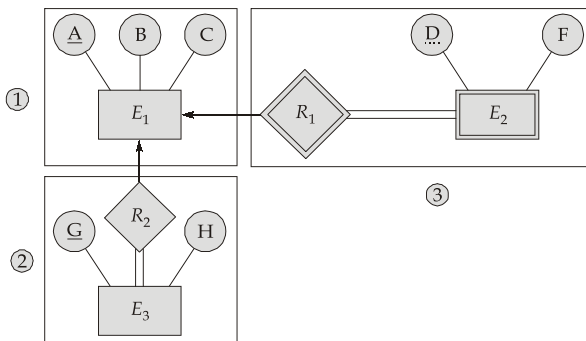 A B C D F
1 E₁ R₁ E₂
3
G R₂ H
2
E₃